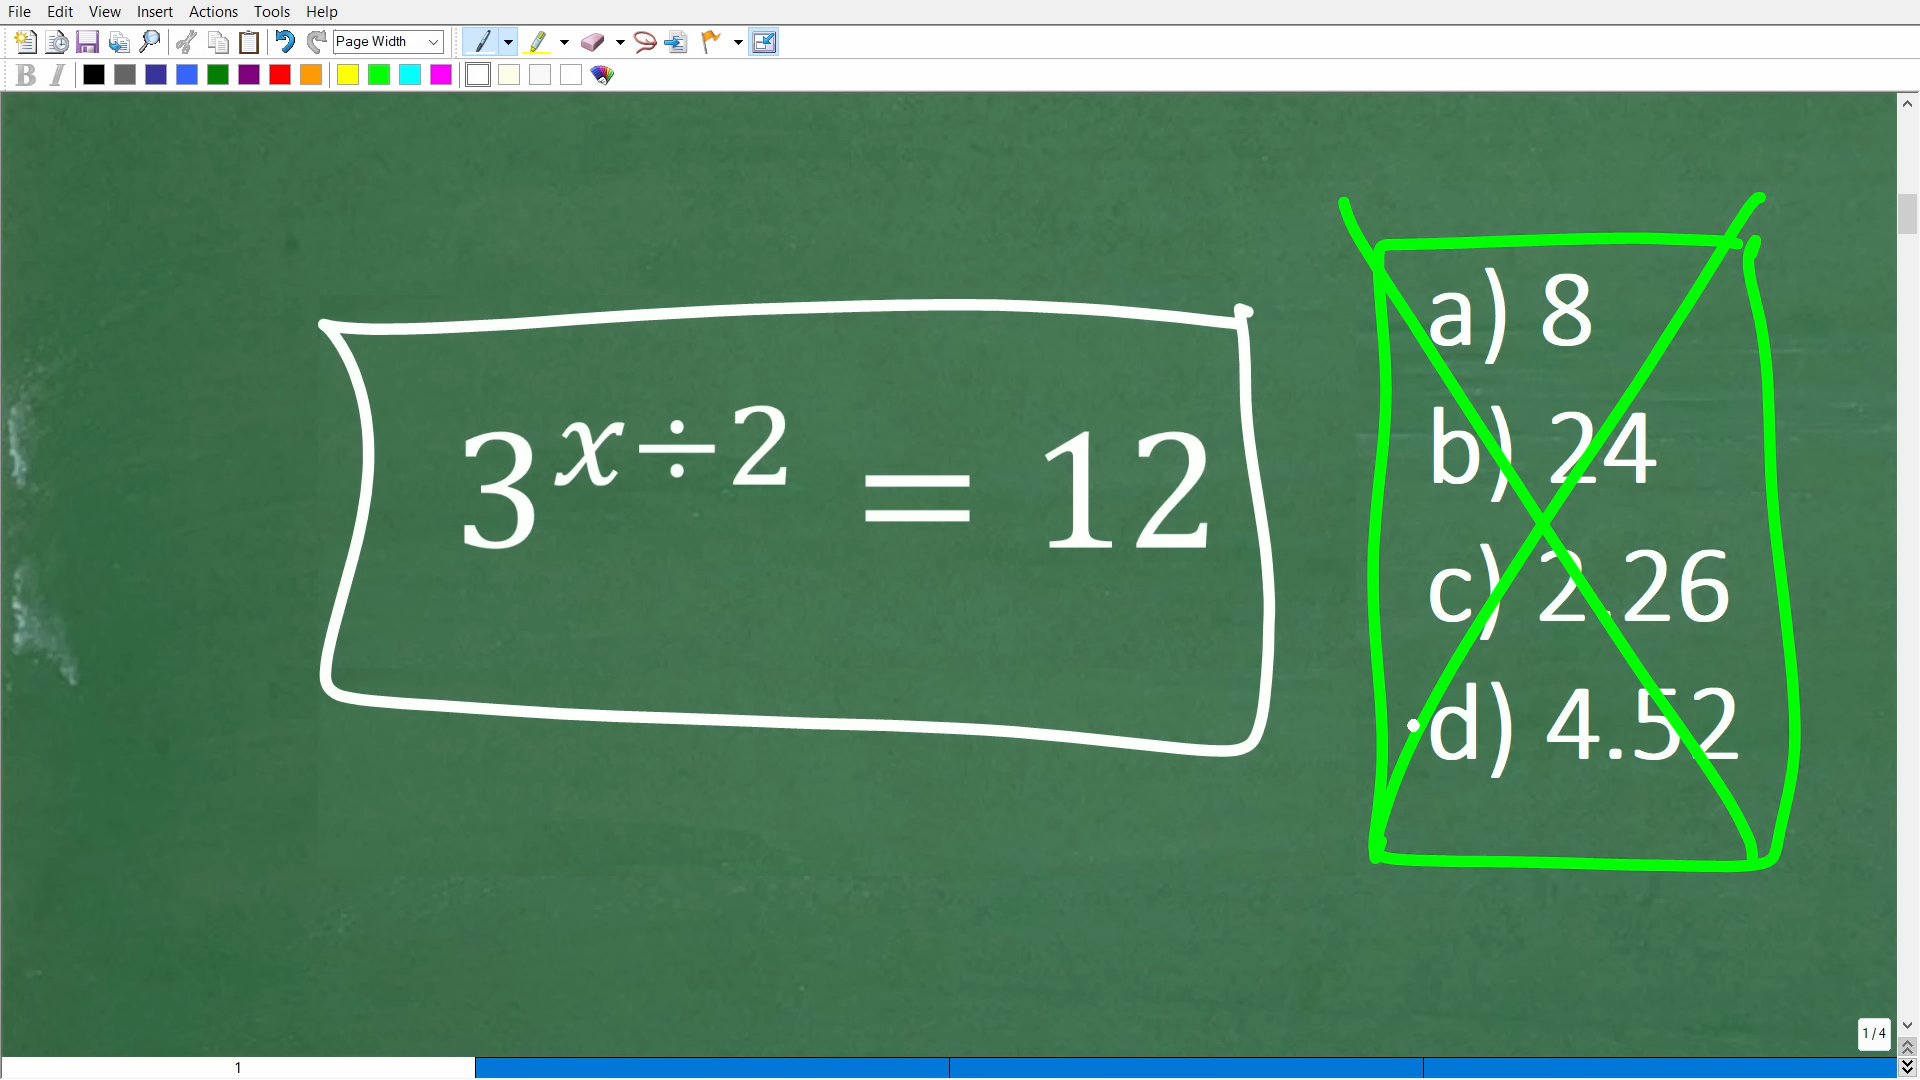 File Edit View Insert Actions Tools Help
Page Width
B I
3^{x÷2} = 12
a) 8
b) 24
c) 2.26
d) 4.52
1 / 4
1